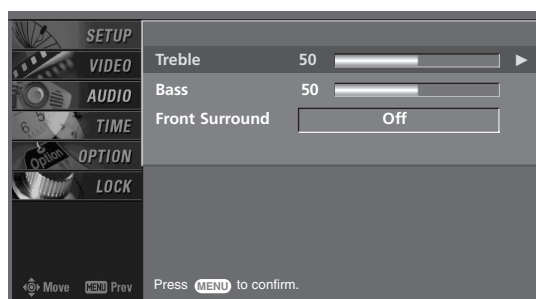 SETUP
VIDEO
AUDIO
TIME
OPTION
LOCK
Treble 50
Bass 50
Front Surround Off
Move MENU Prev
Press MENU to confirm.